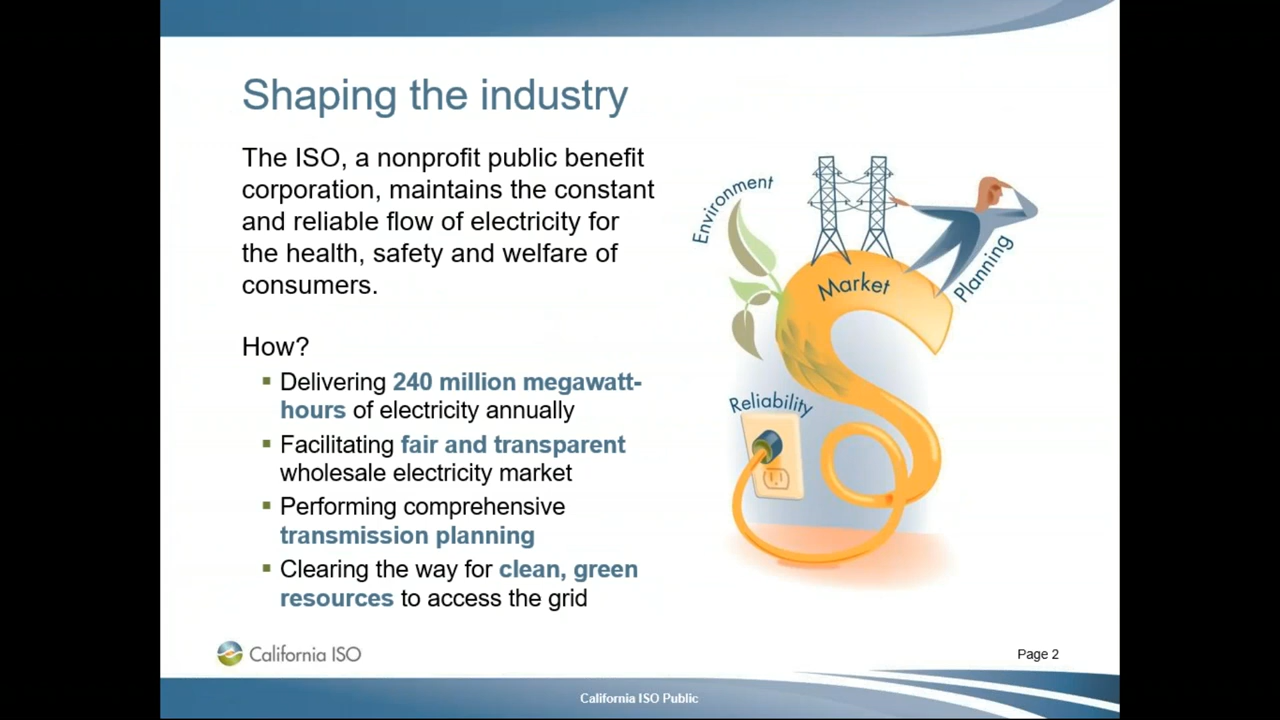 Shaping the industry
The ISO, a nonprofit public benefit
corporation, maintains the constant
and reliable flow of electricity for
the health, safety and welfare of
consumers.
How?
▪ Delivering 240 million megawatt-
hours of electricity annually
▪ Facilitating fair and transparent
wholesale electricity market
▪ Performing comprehensive
transmission planning
▪ Clearing the way for clean, green
resources to access the grid
Environment
Market
Planning
Reliability
California ISO
Page 2
California ISO Public